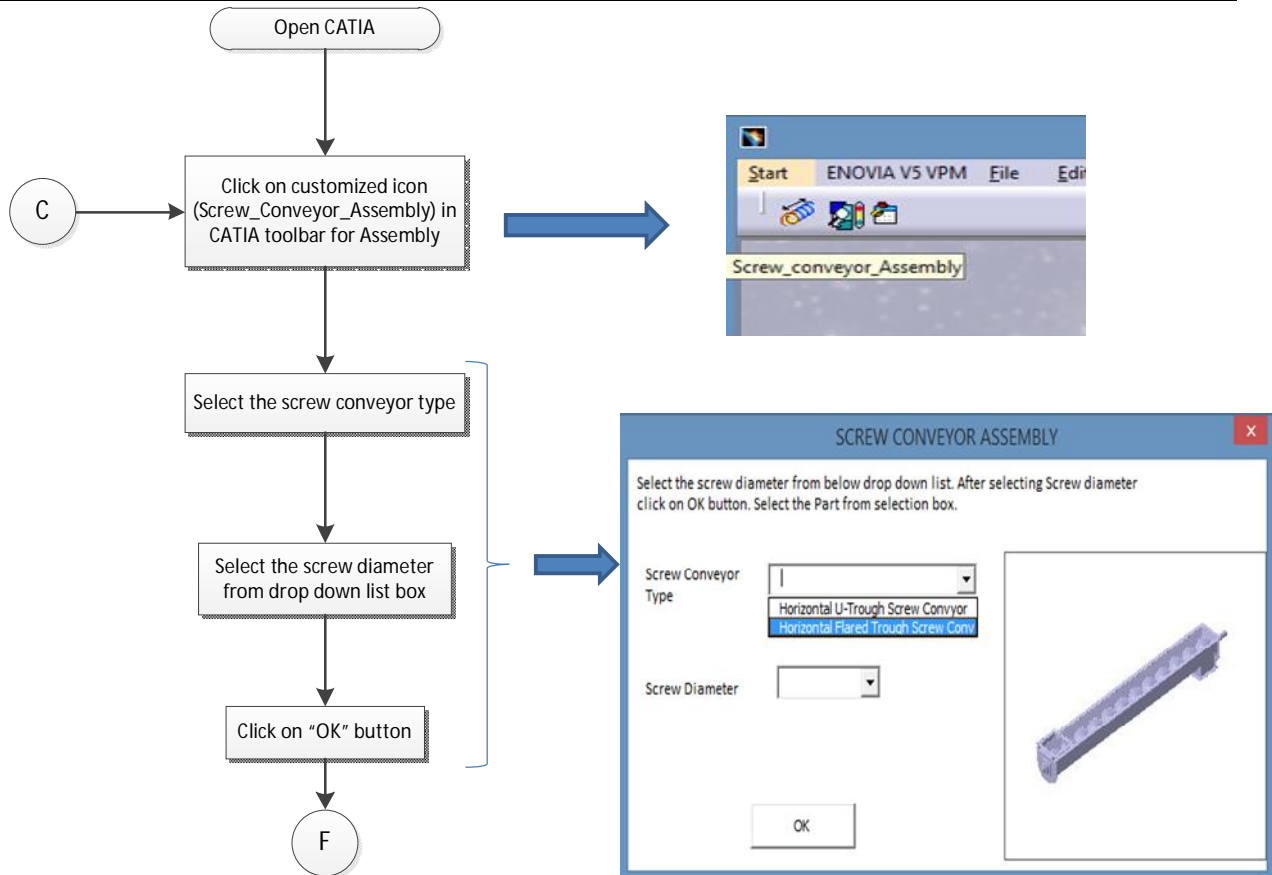 Open CATIA
C
Click on customized icon
(Screw_Conveyor_Assembly) in
CATIA toolbar for Assembly
Start ENOVIA V5 VPM File Edi
Screw_conveyor_Assembly
Select the screw conveyor type
Select the screw diameter
from drop down list box
Click on “OK” button
F
SCREW CONVEYOR ASSEMBLY
x
Select the screw diameter from below drop down list. After selecting Screw diameter
click on OK button. Select the Part from selection box.
Screw Conveyor
Type
Horizontal U-Trough Screw Convyor
Horizontal Flared Trough Screw Conv
Screw Diameter
OK